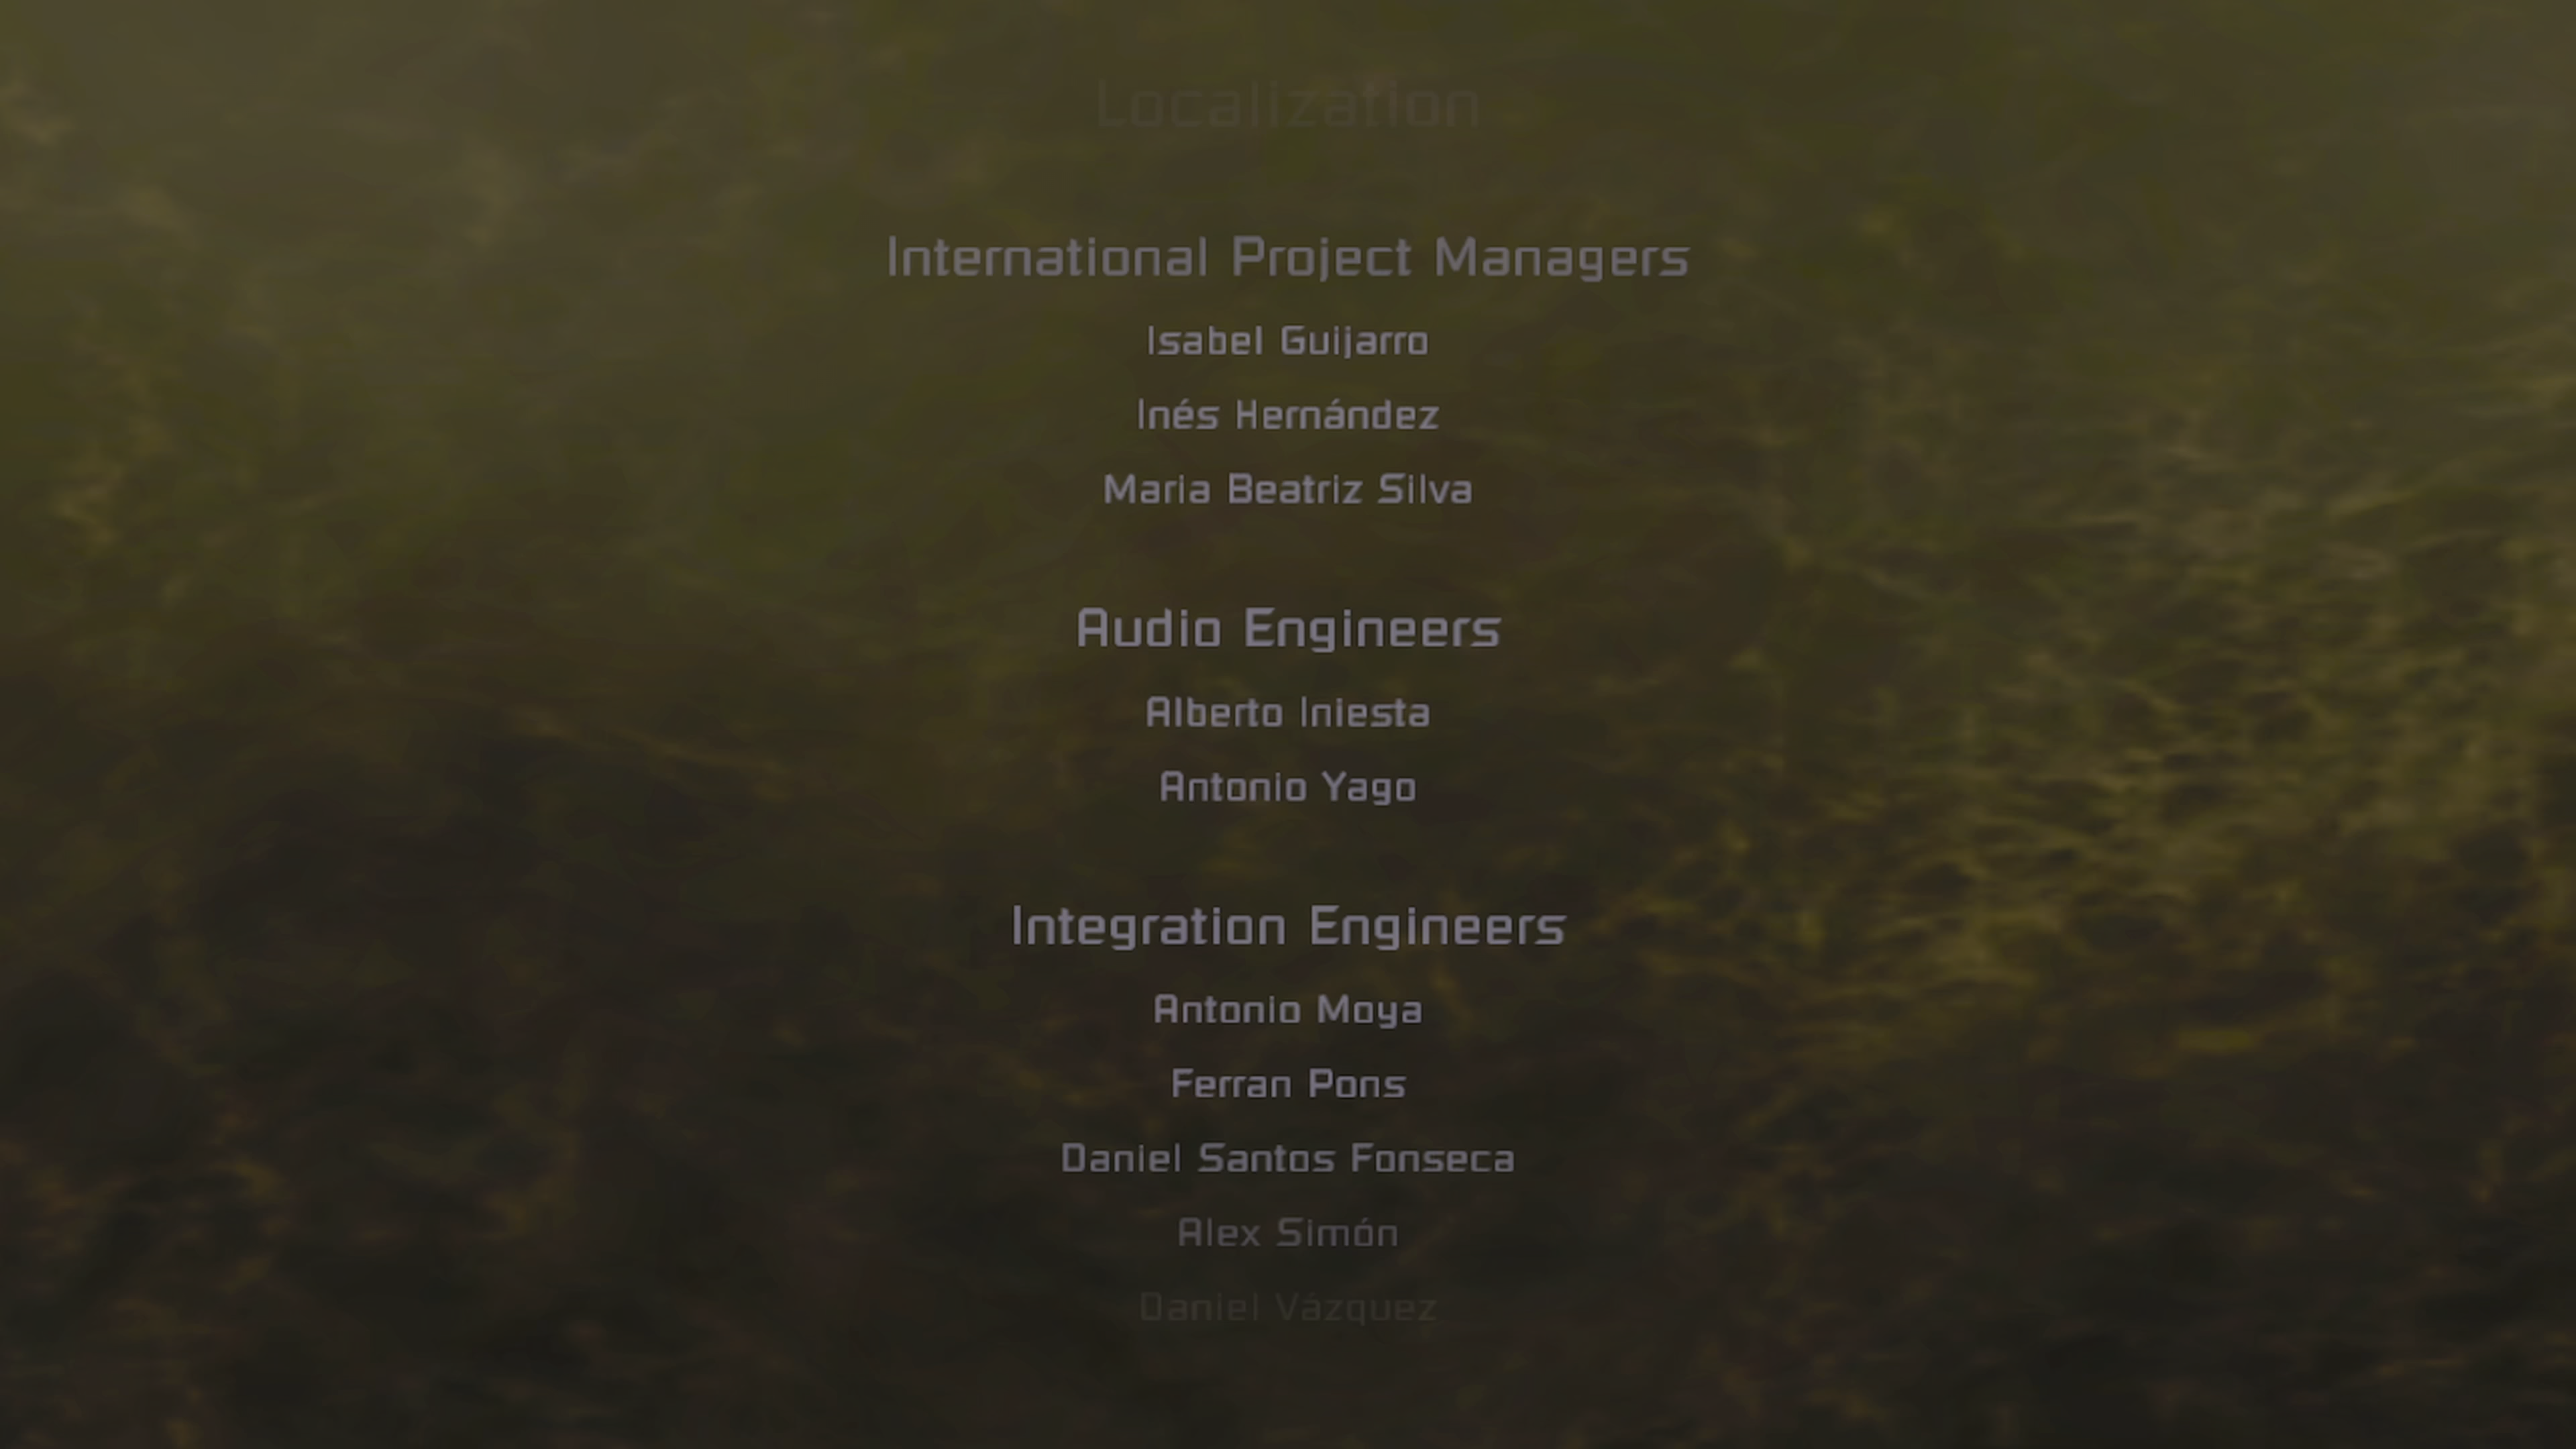 Localization
International Project Managers
Isabel Guijarro
Inés Hernández
Maria Beatriz Silva
Audio Engineers
Alberto Iniesta
Antonio Yago
Integration Engineers
Antonio Moya
Ferran Pons
Daniel Santos Fonseca
Alex Simón
Daniel Vázquez